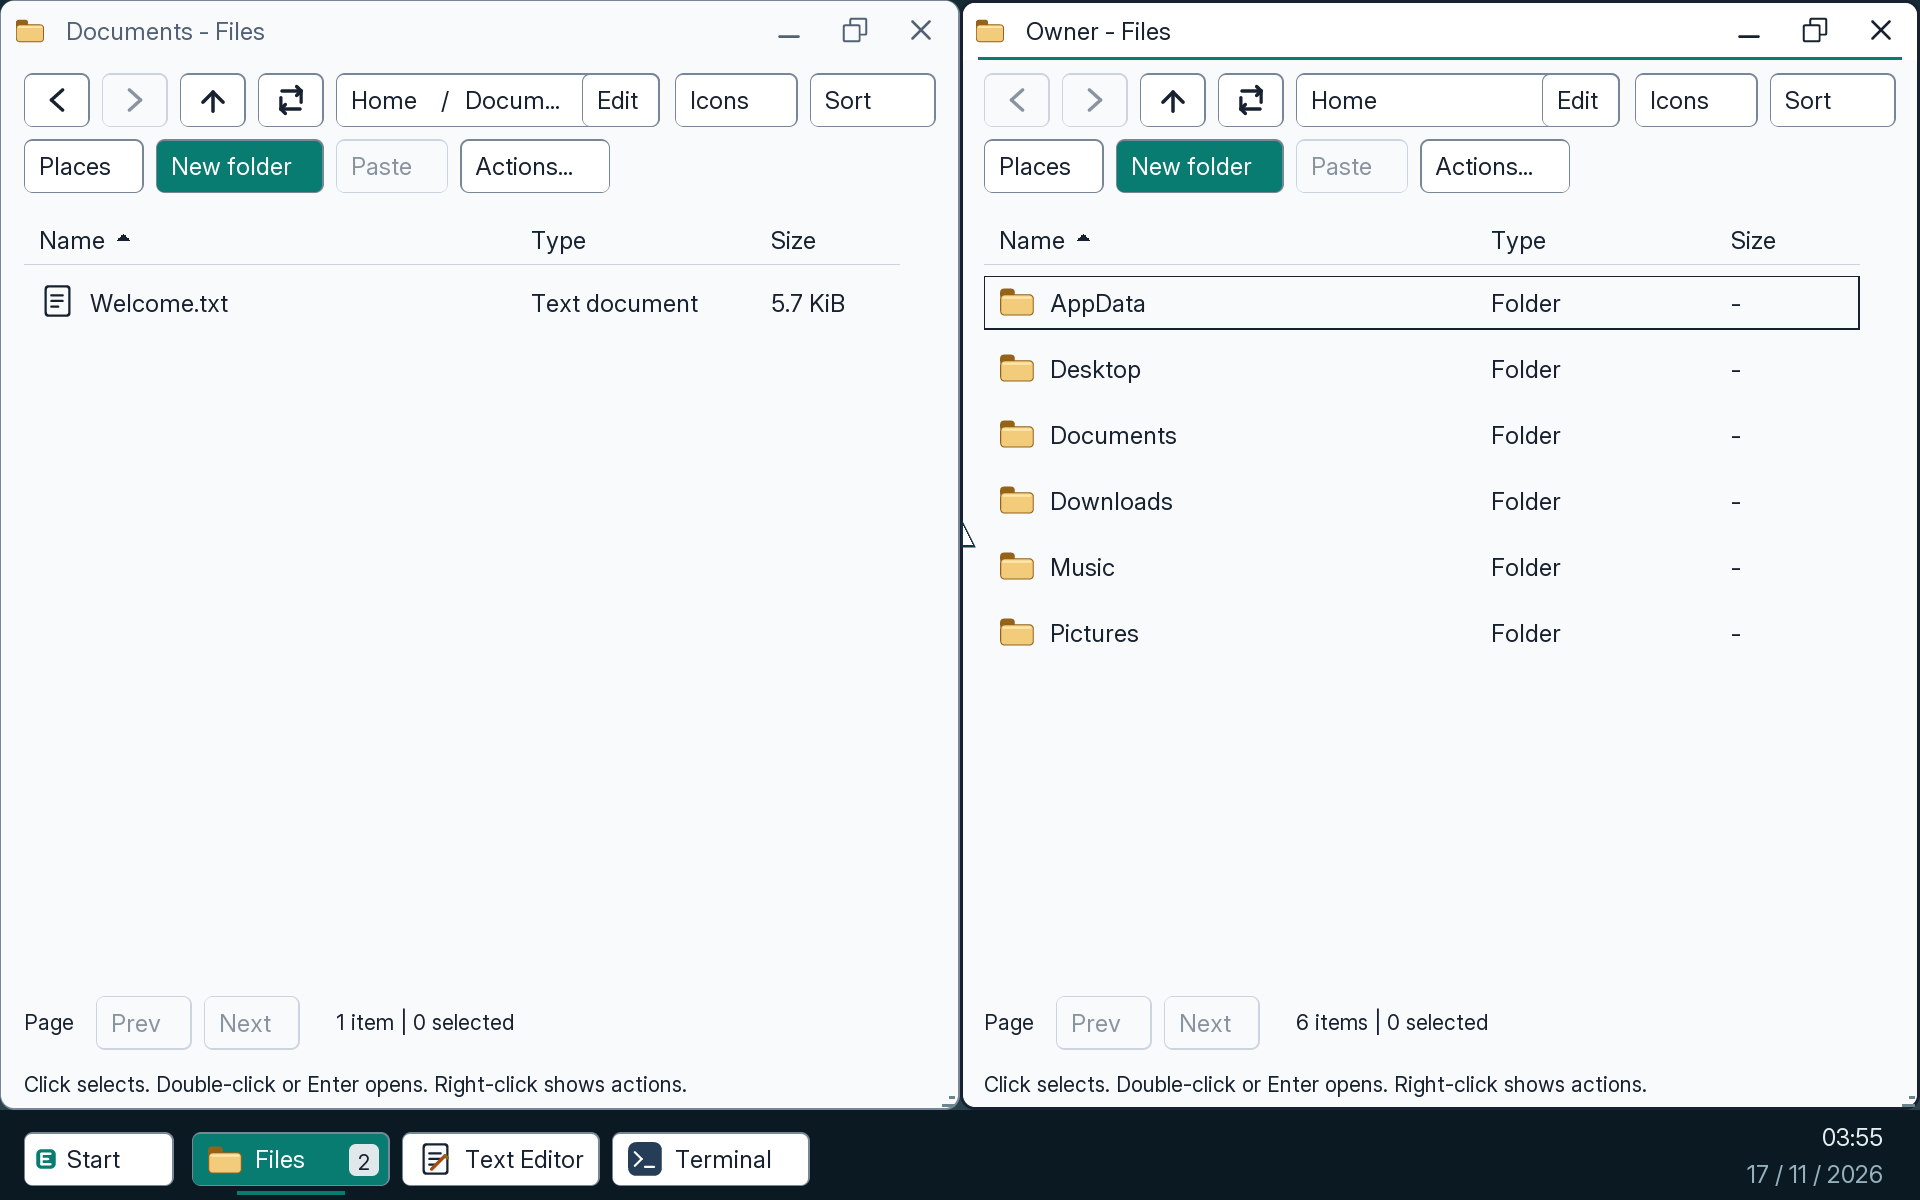 Documents - Files
Home / Docum... Edit Icons Sort
Places New folder Paste Actions...
Name Type Size
Welcome.txt Text document 5.7 KiB
Page Prev Next 1 item | 0 selected
Click selects. Double-click or Enter opens. Right-click shows actions.
Owner - Files
Home Edit Icons Sort
Places New folder Paste Actions...
Name Type Size
AppData Folder -
Desktop Folder -
Documents Folder -
Downloads Folder -
Music Folder -
Pictures Folder -
Page Prev Next 6 items | 0 selected
Click selects. Double-click or Enter opens. Right-click shows actions.
E Start Files 2 Text Editor Terminal
03:55
17 / 11 / 2026